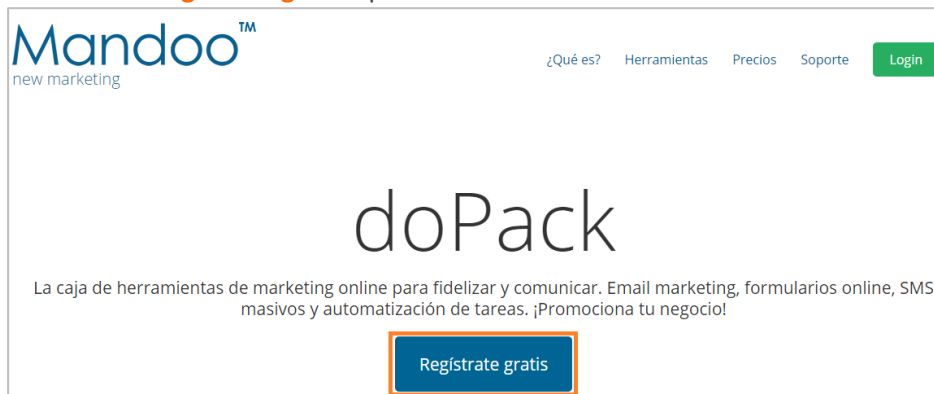 Mandoo™
new marketing
¿Qué es? Herramientas Precios Soporte Login
doPack
La caja de herramientas de marketing online para fidelizar y comunicar. Email marketing, formularios online, SMS
masivos y automatización de tareas. ¡Promociona tu negocio!
Regístrate gratis